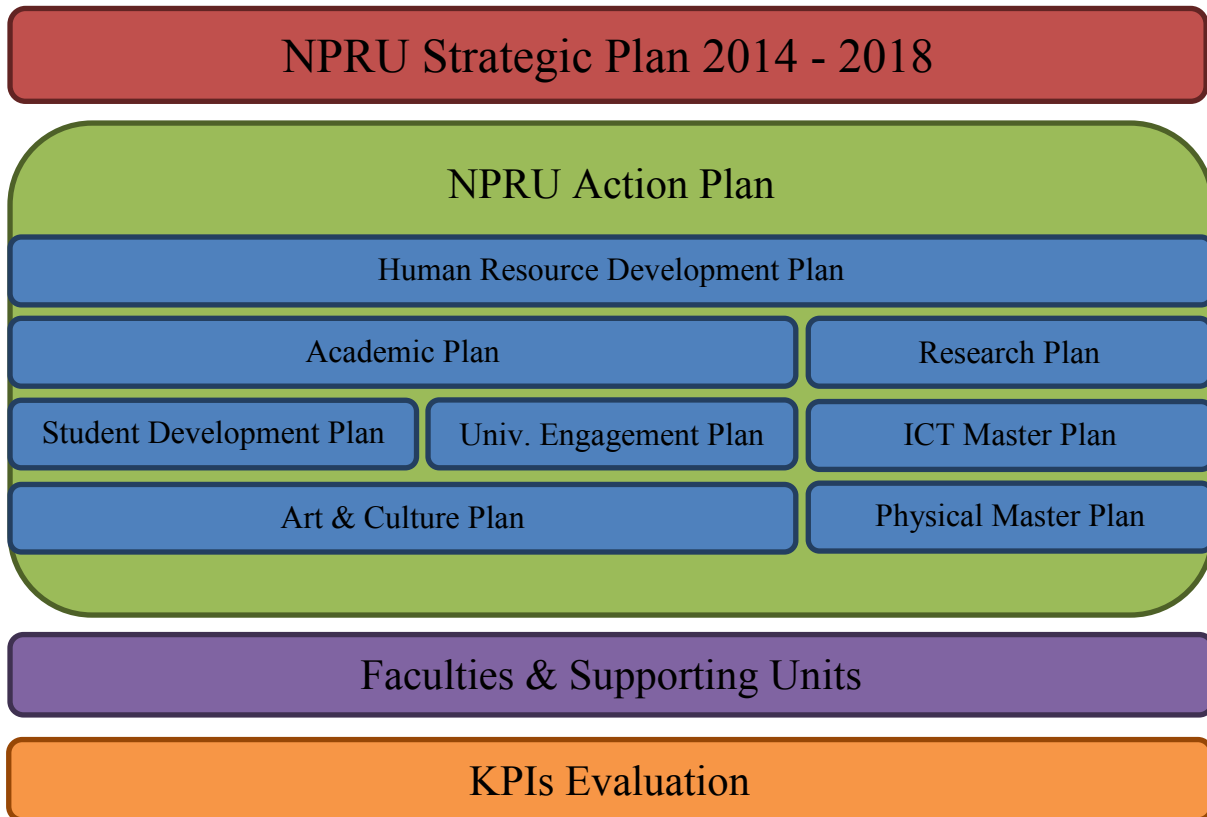 NPRU Strategic Plan 2014 - 2018
NPRU Action Plan
Human Resource Development Plan
Academic Plan
Research Plan
Student Development Plan
Univ. Engagement Plan
ICT Master Plan
Art & Culture Plan
Physical Master Plan
Faculties & Supporting Units
KPIs Evaluation